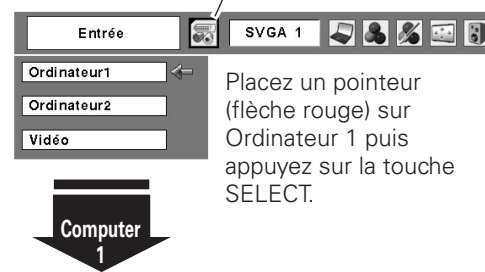 Entrée
SVGA 1
Ordinateur1
Ordinateur2
Vidéo
Placez un pointeur
(flèche rouge) sur
Ordinateur 1 puis
appuyez sur la touche
SELECT.
Computer
1